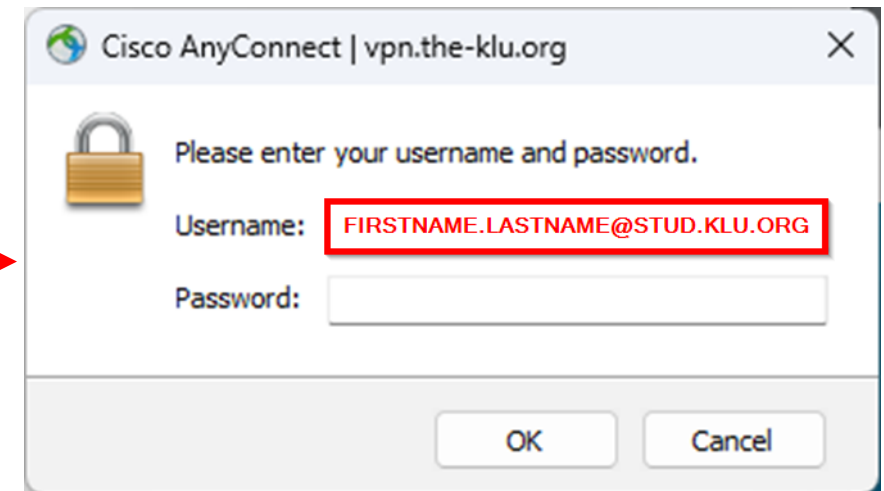 Cisco AnyConnect | vpn.the-klu.org
Please enter your username and password.
Username: FIRSTNAME.LASTNAME@STUD.KLU.ORG
Password:
OK Cancel